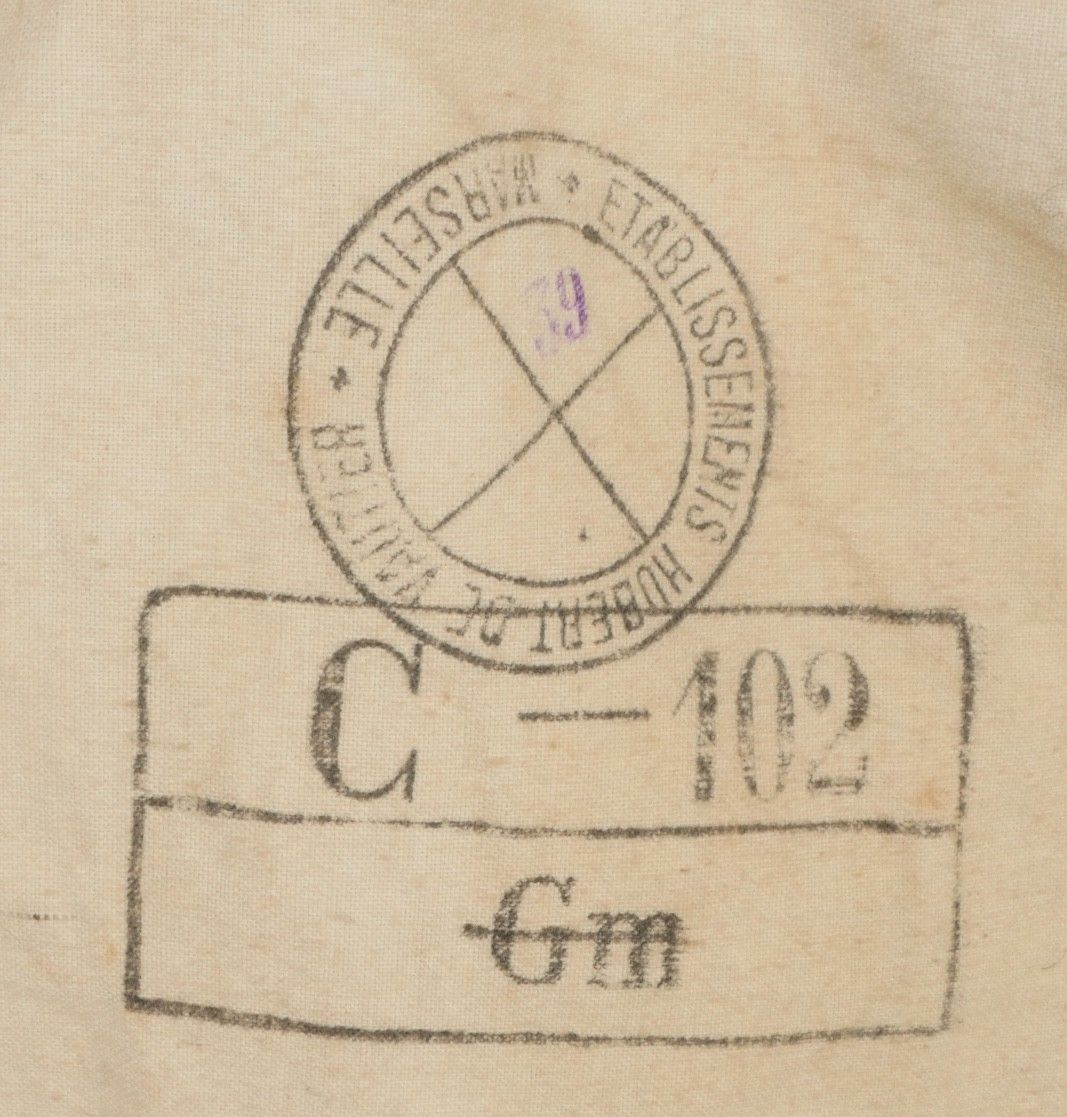 ETABLISSEMENTS HUBERT DE VAUTIER * MARSEILLE *
39
C — 102
Gm